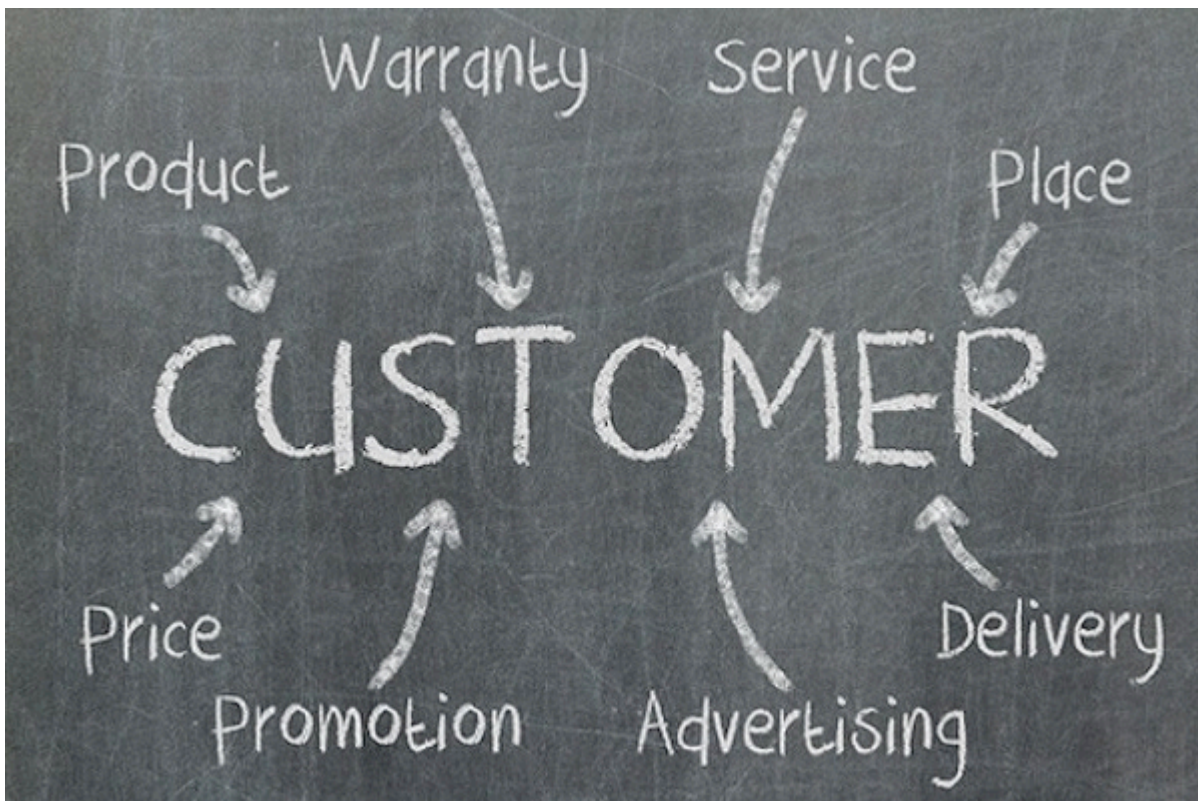 Warranty Service
Product Place
CUSTOMER
Price Delivery
Promotion Advertising